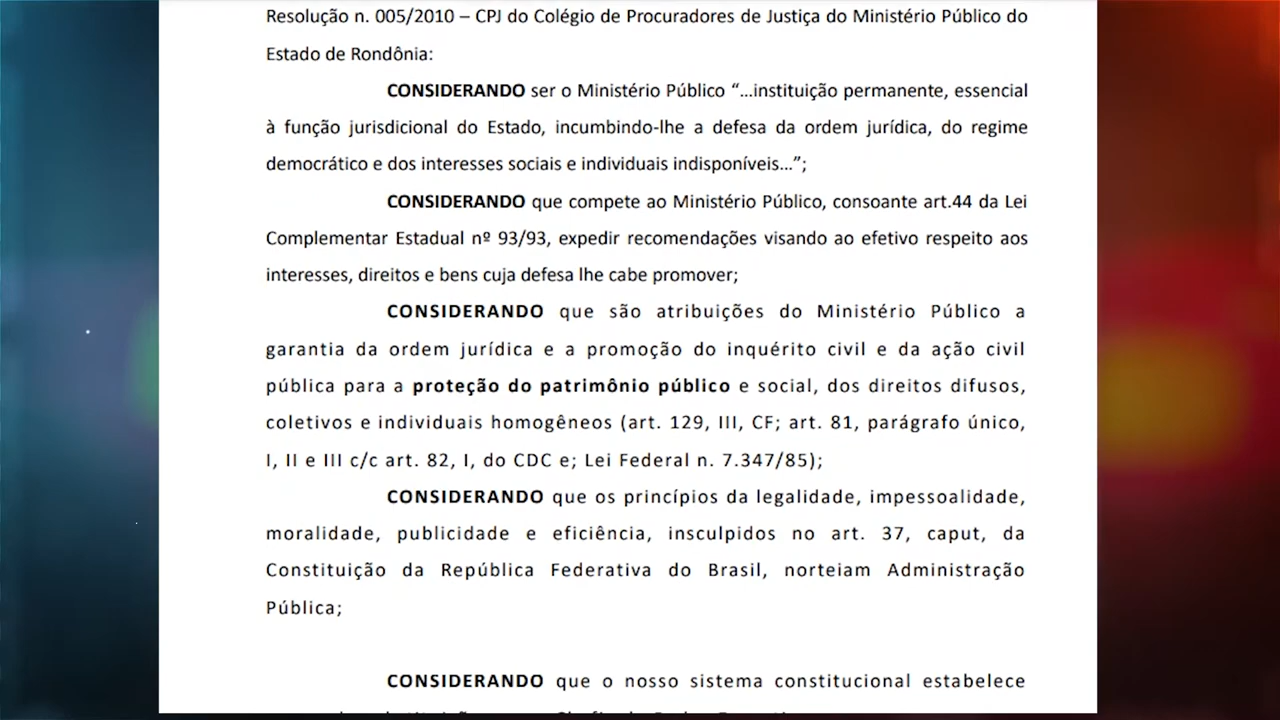 Resolução n. 005/2010 – CPJ do Colégio de Procuradores de Justiça do Ministério Público do
Estado de Rondônia:
CONSIDERANDO ser o Ministério Público “…instituição permanente, essencial
à função jurisdicional do Estado, incumbindo-lhe a defesa da ordem jurídica, do regime
democrático e dos interesses sociais e individuais indisponíveis…”;
CONSIDERANDO que compete ao Ministério Público, consoante art.44 da Lei
Complementar Estadual nº 93/93, expedir recomendações visando ao efetivo respeito aos
interesses, direitos e bens cuja defesa lhe cabe promover;
CONSIDERANDO que são atribuições do Ministério Público a
garantia da ordem jurídica e a promoção do inquérito civil e da ação civil
pública para a proteção do patrimônio público e social, dos direitos difusos,
coletivos e individuais homogêneos (art. 129, III, CF; art. 81, parágrafo único,
I, II e III c/c art. 82, I, do CDC e; Lei Federal n. 7.347/85);
CONSIDERANDO que os princípios da legalidade, impessoalidade,
moralidade, publicidade e eficiência, insculpidos no art. 37, caput, da
Constituição da República Federativa do Brasil, norteiam Administração
Pública;
CONSIDERANDO que o nosso sistema constitucional estabelece